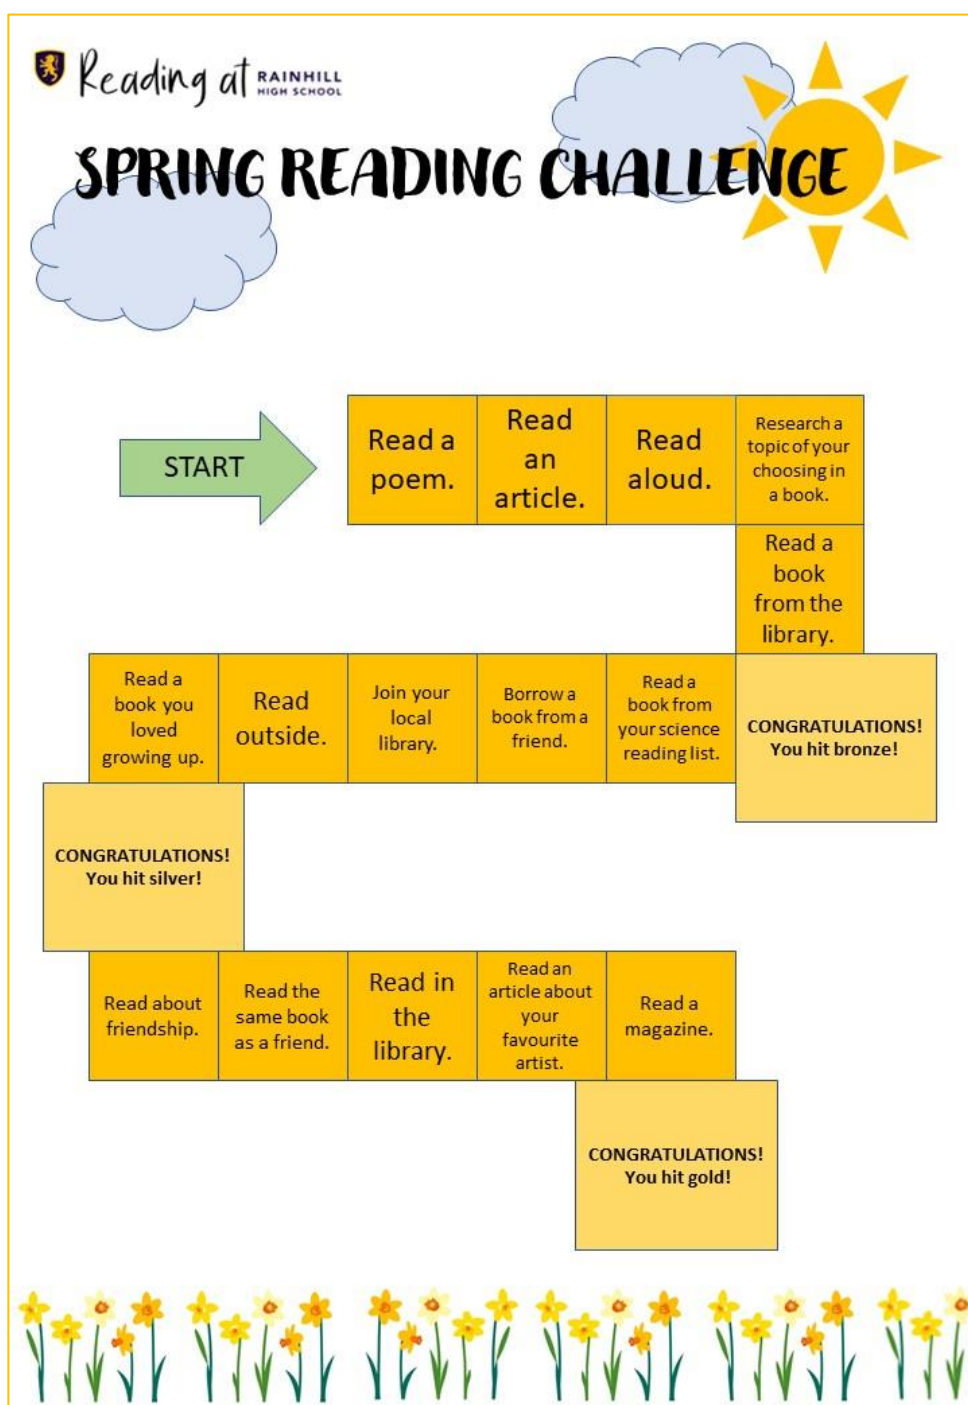 Reading at RAINHILL
HIGH SCHOOL
SPRING READING CHALLENGE
START
Read a
poem.
Read
an
article.
Read
aloud.
Research a
topic of your
choosing in
a book.
Read a
book
from the
library.
CONGRATULATIONS!
You hit bronze!
Read a
book from
your science
reading list.
Borrow a
book from a
friend.
Join your
local
library.
Read
outside.
Read a
book you
loved
growing up.
CONGRATULATIONS!
You hit silver!
Read about
friendship.
Read the
same book
as a friend.
Read in
the
library.
Read an
article about
your
favourite
artist.
Read a
magazine.
CONGRATULATIONS!
You hit gold!